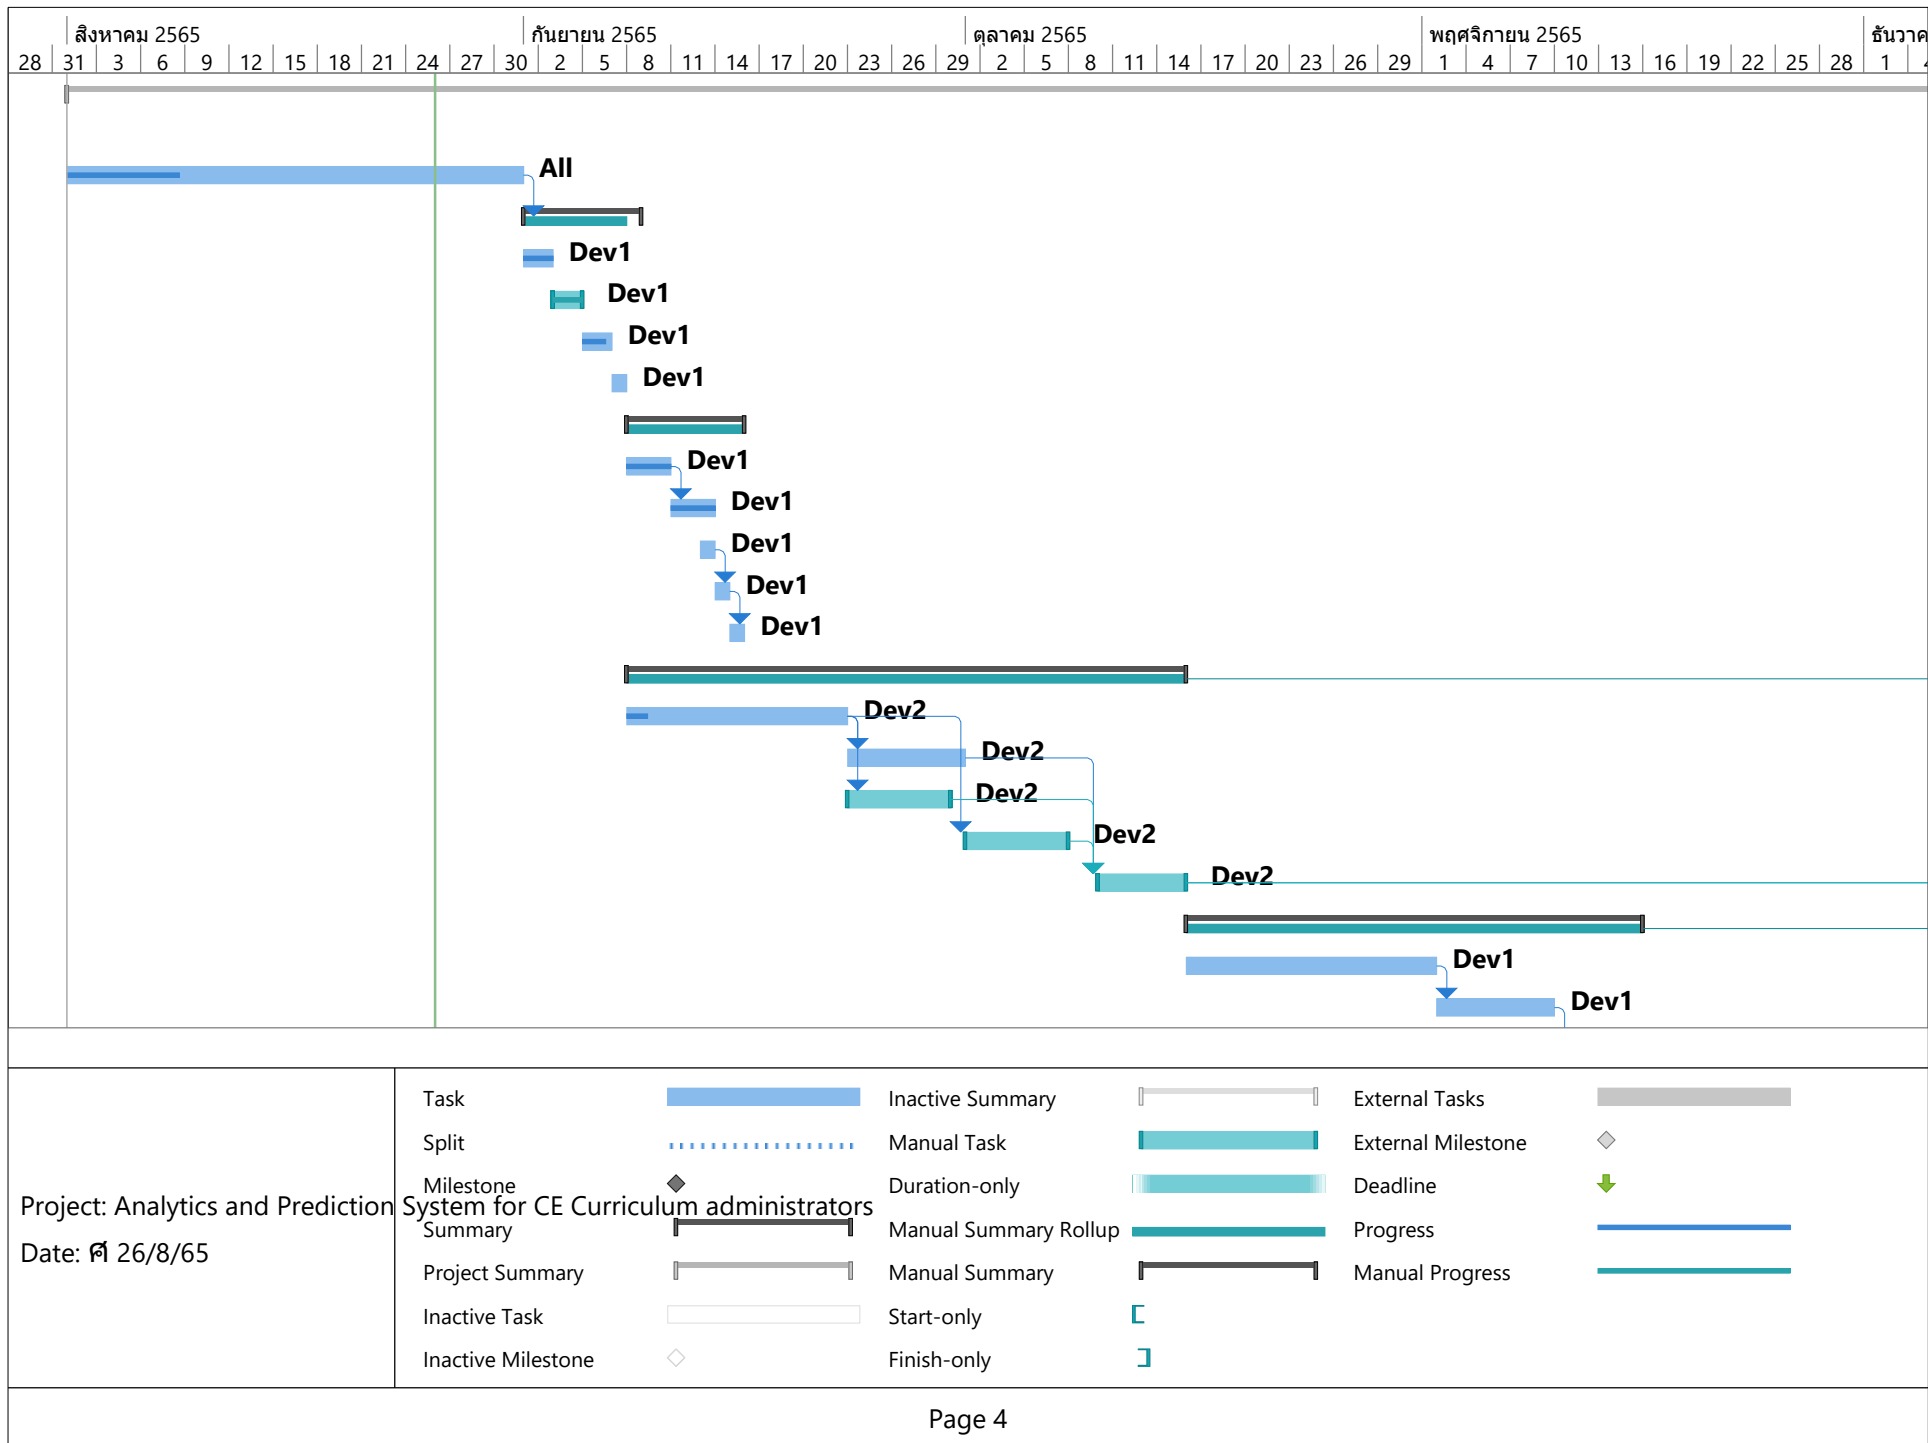 สิงหาคม 2565 กันยายน 2565 ตุลาคม 2565 พฤศจิกายน 2565 ธันวาค
28 31 3 6 9 12 15 18 21 24 27 30 2 5 8 11 14 17 20 23 26 29 2 5 8 11 14 17 20 23 26 29 1 4 7 10 13 16 19 22 25 28 1 4
All
Dev1
Dev1
Dev1
Dev1
Dev1
Dev1
Dev1
Dev1
Dev1
Dev2
Dev2
Dev2
Dev2
Dev2
Dev1
Dev1
Project: Analytics and Prediction System for CE Curriculum administrators
Date: ศ 26/8/65
Task
Split
Milestone
Summary
Project Summary
Inactive Task
Inactive Milestone
Inactive Summary
Manual Task
Duration-only
Manual Summary Rollup
Manual Summary
Start-only
Finish-only
External Tasks
External Milestone
Deadline
Progress
Manual Progress
Page 4